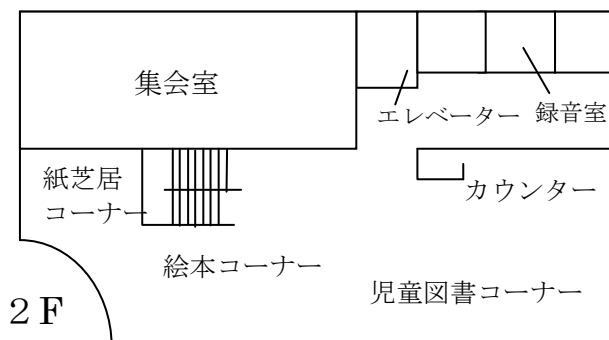 集会室
エレベーター
録音室
紙芝居
コーナー
カウンター
絵本コーナー
児童図書コーナー
２F